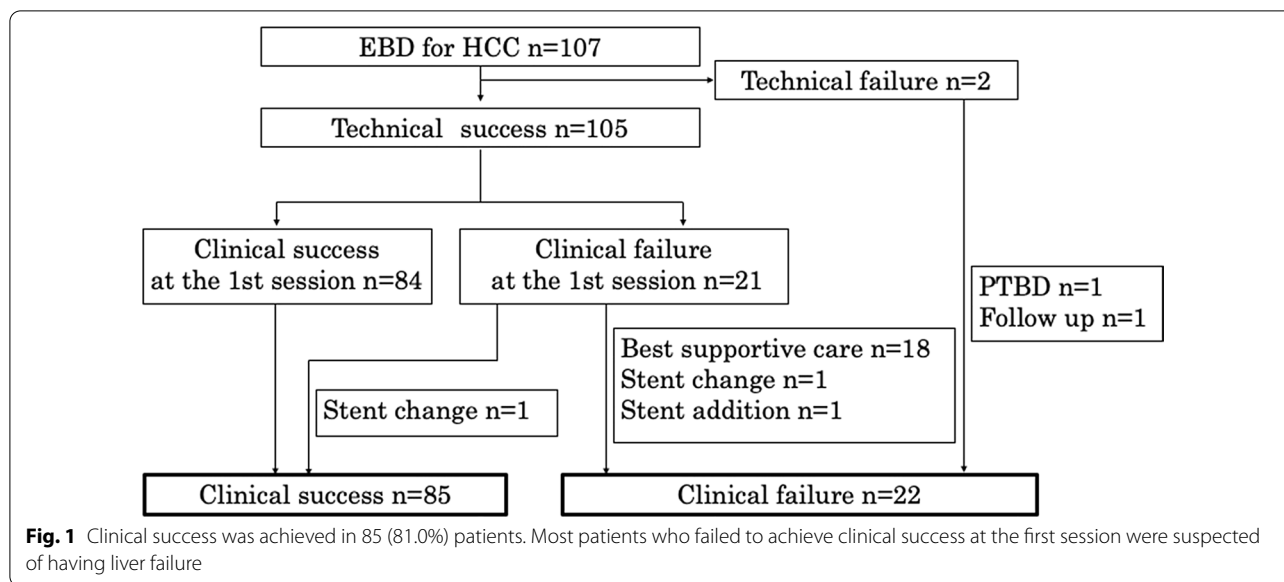 EBD for HCC n=107
Technical failure n=2
Technical success n=105
Clinical success
at the 1st session n=84
Clinical failure
at the 1st session n=21
PTBD n=1
Follow up n=1
Best supportive care n=18
Stent change n=1
Stent addition n=1
Stent change n=1
Clinical success n=85
Clinical failure n=22
Fig. 1 Clinical success was achieved in 85 (81.0%) patients. Most patients who failed to achieve clinical success at the first session were suspected
of having liver failure